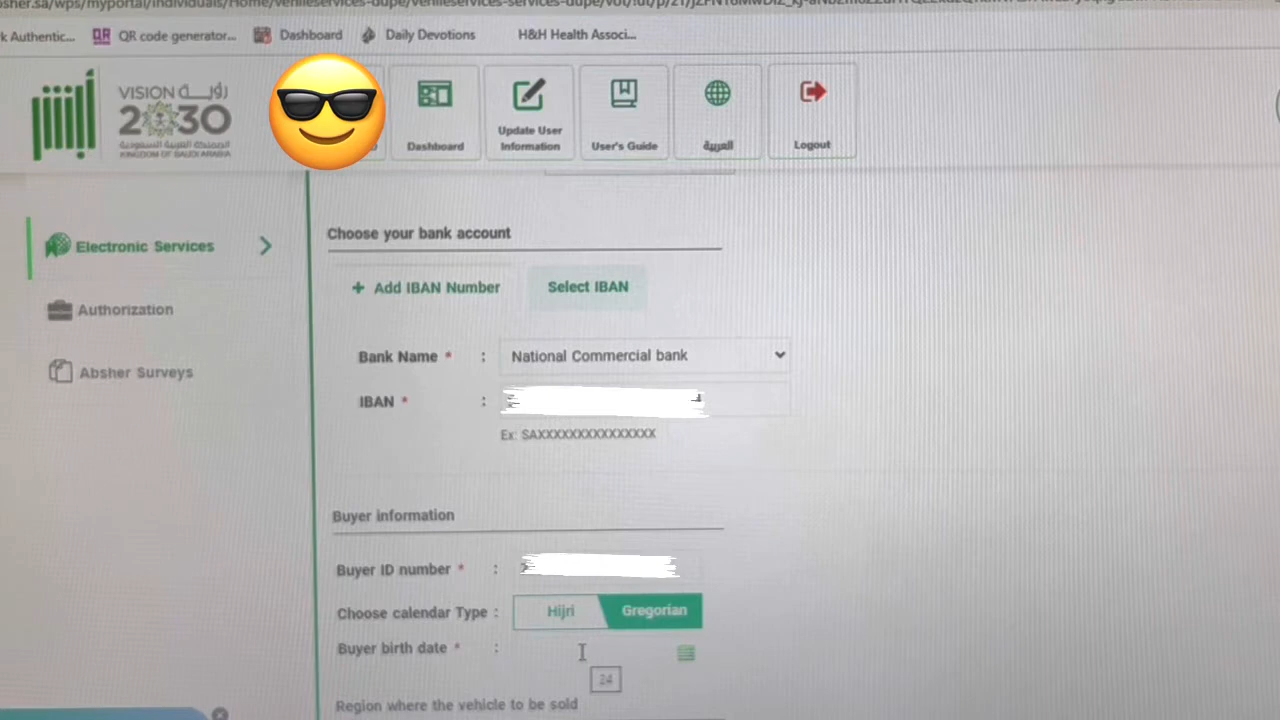 QR code generator...
Dashboard
Daily Devotions
H&H Health Associ...
أبشر
VISION رؤيــة
2030
المملكة العربية السعودية
KINGDOM OF SAUDI ARABIA
Dashboard
Update User
Information
User's Guide
العربية
Logout
Electronic Services
Authorization
Absher Surveys
Choose your bank account
+ Add IBAN Number
Select IBAN
Bank Name * : National Commercial bank
IBAN * :
Ex: SAXXXXXXXXXXXXXXX
Buyer information
Buyer ID number * :
Choose calendar Type : Hijri Gregorian
Buyer birth date * :
24
Region where the vehicle to be sold